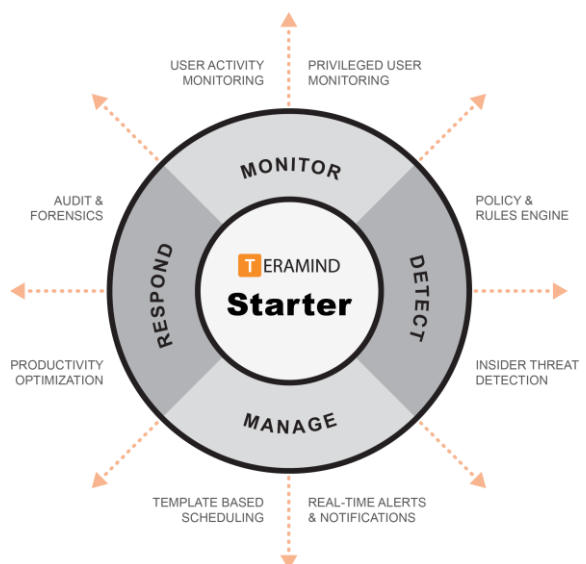 USER ACTIVITY
MONITORING
PRIVILEGED USER
MONITORING
MONITOR
AUDIT &
FORENSICS
POLICY &
RULES ENGINE
RESPOND
TERAMIND
Starter
DETECT
PRODUCTIVITY
OPTIMIZATION
INSIDER THREAT
DETECTION
MANAGE
TEMPLATE BASED
SCHEDULING
REAL-TIME ALERTS
& NOTIFICATIONS